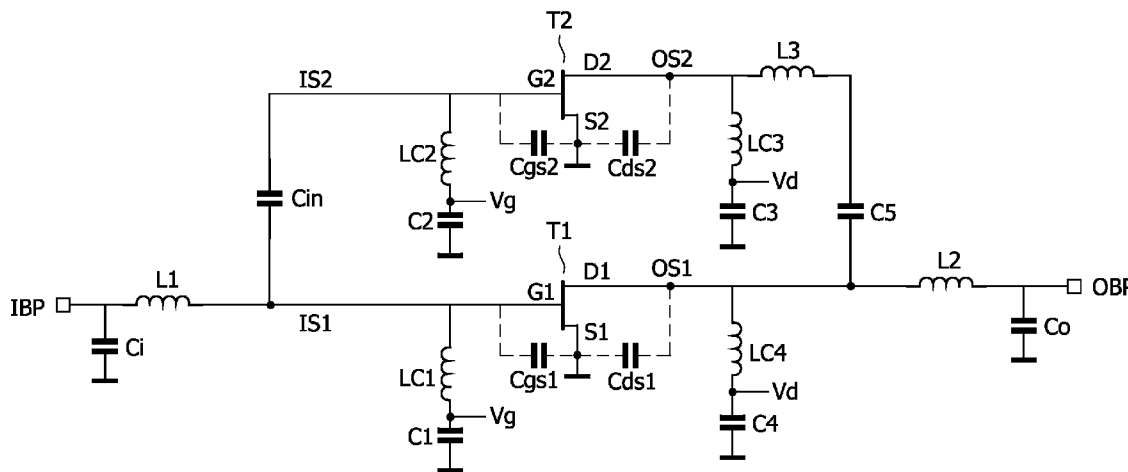 T2
L3
D2
OS2
IS2
G2
S2
LC2
Cgs2
Cds2
LC3
Vd
Cin
Vg
C2
C3
C5
T1
L1
D1
OS1
L2
IBP
G1
OBP
IS1
S1
Ci
Co
LC1
Cgs1
Cds1
LC4
Vd
Vg
C1
C4